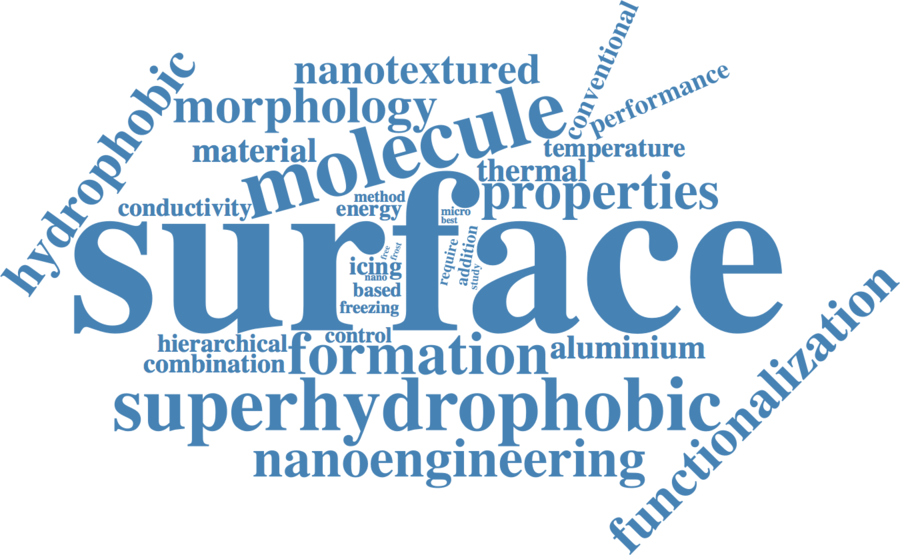 conventional
performance
nanotextured
hydrophobic
morphology
molecule
material
temperature
thermal
properties
conductivity
method
energy
micro
best
surface
free
frost
icing
nano
based
freezing
require
addition
study
control
hierarchical
combination
formation
aluminium
superhydrophobic
functionalization
nanoengineering